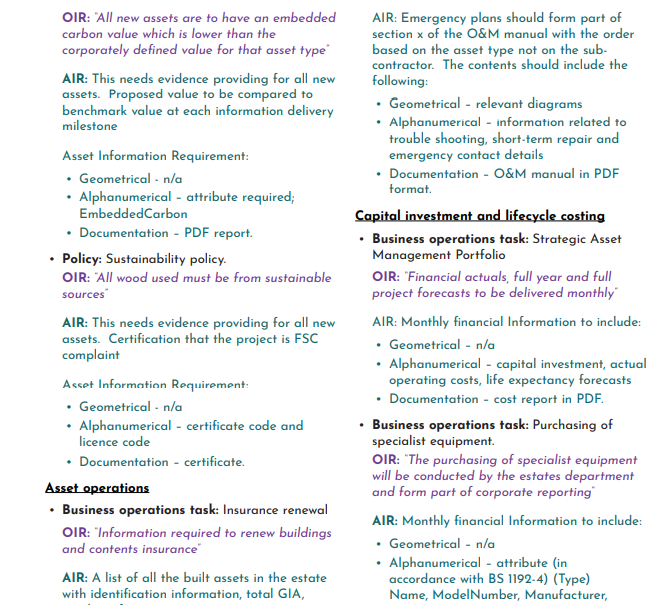 OIR: “All new assets are to have an embedded
carbon value which is lower than the
corporately defined value for that asset type”
AIR: This needs evidence providing for all new
assets. Proposed value to be compared to
benchmark value at each information delivery
milestone
Asset Information Requirement:
• Geometrical - n/a
• Alphanumerical – attribute required;
EmbeddedCarbon
• Documentation – PDF report.
• Policy: Sustainability policy.
OIR: “All wood used must be from sustainable
sources”
AIR: This needs evidence providing for all new
assets. Certification that the project is FSC
complaint
Asset Information Requirement:
• Geometrical - n/a
• Alphanumerical – certificate code and
licence code
• Documentation – certificate.
Asset operations
• Business operations task: Insurance renewal
OIR: “Information required to renew buildings
and contents insurance”
AIR: A list of all the built assets in the estate
with identification information, total GIA,
AIR: Emergency plans should form part of
section x of the O&M manual with the order
based on the asset type not on the sub-
contractor. The contents should include the
following:
• Geometrical – relevant diagrams
• Alphanumerical – information related to
trouble shooting, short-term repair and
emergency contact details
• Documentation – O&M manual in PDF
format.
Capital investment and lifecycle costing
• Business operations task: Strategic Asset
Management Portfolio
OIR: “Financial actuals, full year and full
project forecasts to be delivered monthly”
AIR: Monthly financial Information to include:
• Geometrical – n/a
• Alphanumerical – capital investment, actual
operating costs, life expectancy forecasts
• Documentation – cost report in PDF.
• Business operations task: Purchasing of
specialist equipment.
OIR: “The purchasing of specialist equipment
will be conducted by the estates department
and form part of corporate reporting”
AIR: Monthly financial Information to include:
• Geometrical – n/a
• Alphanumerical – attribute (in
accordance with BS 1192-4) (Type)
Name, ModelNumber, Manufacturer,